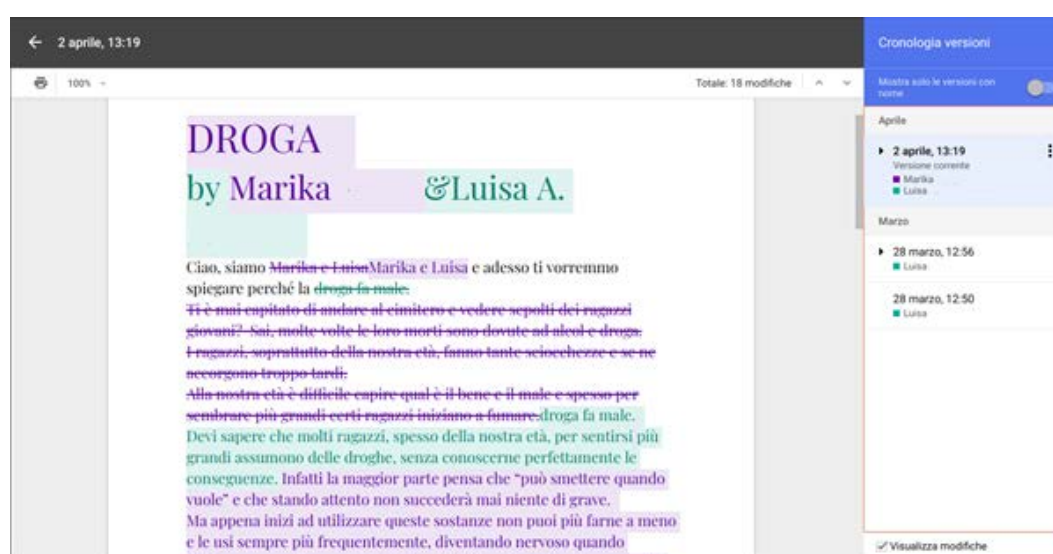 2 aprile, 13:19
100%
Totale: 18 modifiche
DROGA
by Marika &Luisa A.
Ciao, siamo Marika e LuisaMarika e Luisa e adesso ti vorremmo
spiegare perché la droga fa male.
Ti è mai capitato di andare al cimitero e vedere sepolti dei ragazzi
giovani? Sai, molte volte le loro morti sono dovute ad alcol e droga.
I ragazzi, soprattutto della nostra età, fanno tante sciocchezze e se ne
accorgono troppo tardi.
Alla nostra età è difficile capire qual è il bene e il male e spesso per
sembrare più grandi certi ragazzi iniziano a fumare.droga fa male.
Devi sapere che molti ragazzi, spesso della nostra età, per sentirsi più
grandi assumono delle droghe, senza conoscerne perfettamente le
conseguenze. Infatti la maggior parte pensa che “può smettere quando
vuole” e che stando attento non succederà mai niente di grave.
Ma appena inizi ad utilizzare queste sostanze non puoi più farne a meno
e le usi sempre più frequentemente, diventando nervoso quando
Cronologia versioni
Mostra solo le versioni con
nome
Aprile
2 aprile, 13:19
Versione corrente
Marika
Luisa
Marzo
28 marzo, 12:56
Luisa
28 marzo, 12:50
Luisa
Visualizza modifiche